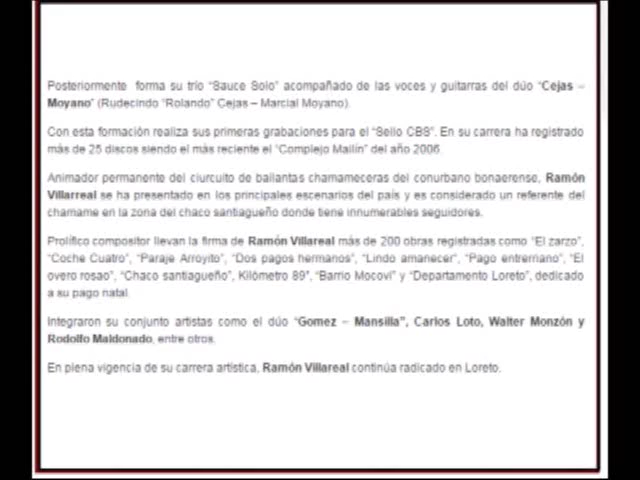 Posteriormente forma su trío "Sauce Solo" acompañado de las voces y guitarras del dúo "Cejas –
Moyano" (Rudecindo "Rolando" Cejas – Marcial Moyano).
Con esta formación realiza sus primeras grabaciones para el "Sello CBS". En su carrera ha registrado
más de 25 discos siendo el más reciente el "Complejo Mailín" del año 2006.
Animador permanente del ciurcuito de bailantas chamameceras del conurbano bonaerense, Ramón
Villarreal se ha presentado en los principales escenarios del país y es considerado un referente del
chamame en la zona del chaco santiagueño donde tiene innumerables seguidores.
Prolífico compositor llevan la firma de Ramón Villareal más de 200 obras registradas como "El zarzo",
"Coche Cuatro", "Paraje Arroyito", "Dos pagos hermanos", "Lindo amanecer", "Pago entrerriano", "El
overo rosao", "Chaco santiagueño", Kilómetro 89", "Barrio Mocoví" y "Departamento Loreto", dedicado
a su pago natal.
Integraron su conjunto artistas como el dúo "Gomez – Mansilla", Carlos Loto, Walter Monzón y
Rodolfo Maldonado, entre otros.
En plena vigencia de su carrera artística, Ramón Villareal continúa radicado en Loreto.